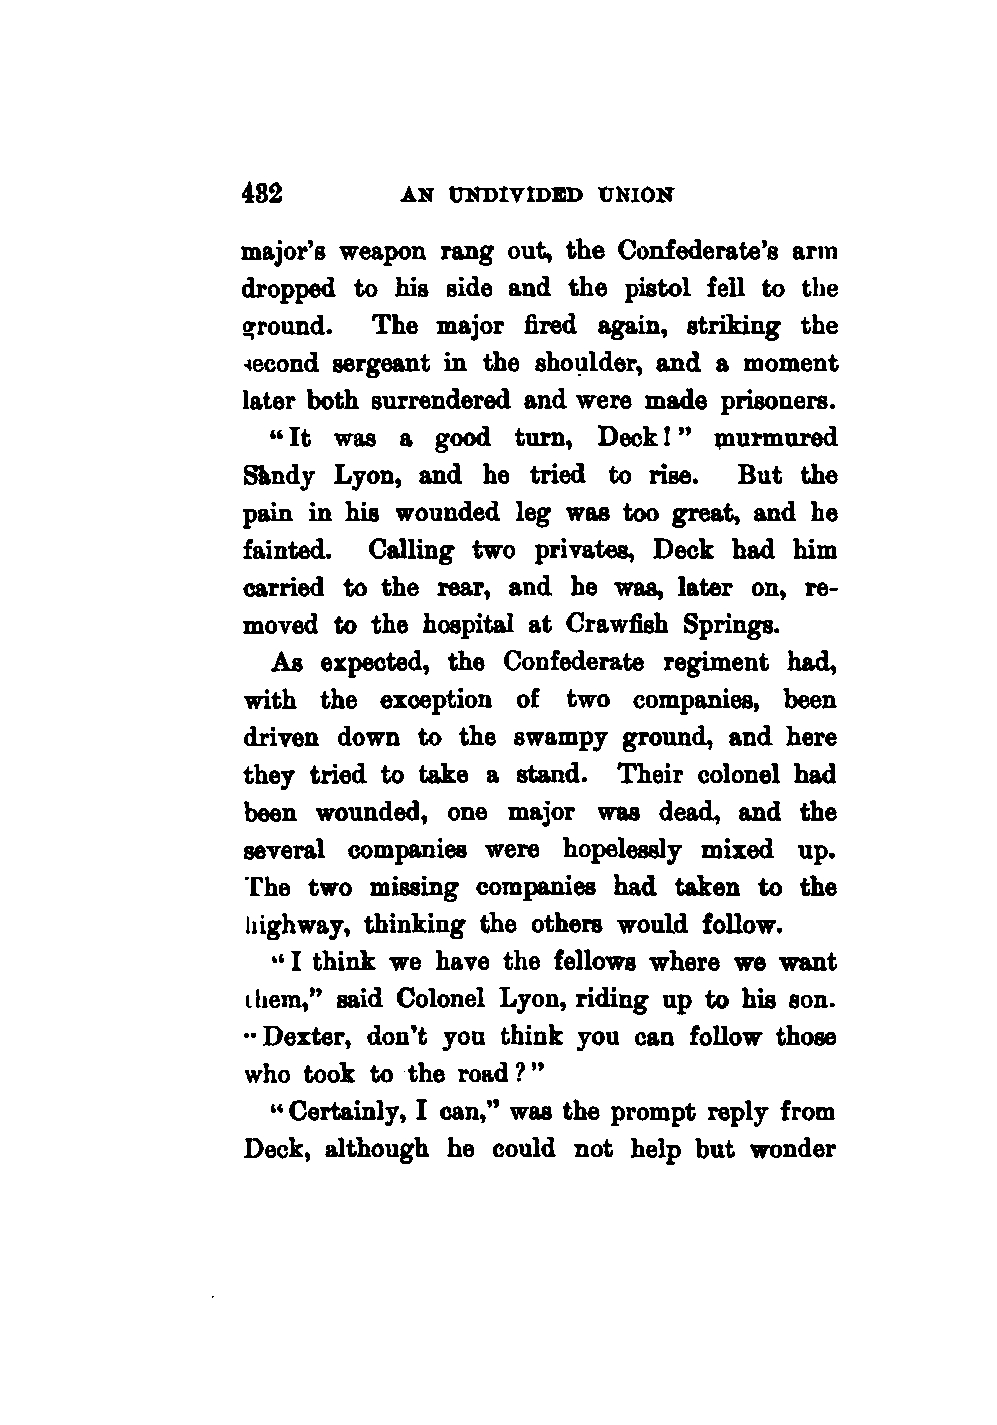 432 AN UNDIVIDED UNION
major's weapon rang out, the Confederate's arm
dropped to his side and the pistol fell to the
ground. The major fired again, striking the
second sergeant in the shoulder, and a moment
later both surrendered and were made prisoners.
"It was a good turn, Deck!" murmured
Sandy Lyon, and he tried to rise. But the
pain in his wounded leg was too great, and he
fainted. Calling two privates, Deck had him
carried to the rear, and he was, later on, re-
moved to the hospital at Crawfish Springs.
As expected, the Confederate regiment had,
with the exception of two companies, been
driven down to the swampy ground, and here
they tried to take a stand. Their colonel had
been wounded, one major was dead, and the
several companies were hopelessly mixed up.
The two missing companies had taken to the
highway, thinking the others would follow.
"I think we have the fellows where we want
them," said Colonel Lyon, riding up to his son.
"Dexter, don't you think you can follow those
who took to the road?"
"Certainly, I can," was the prompt reply from
Deck, although he could not help but wonder